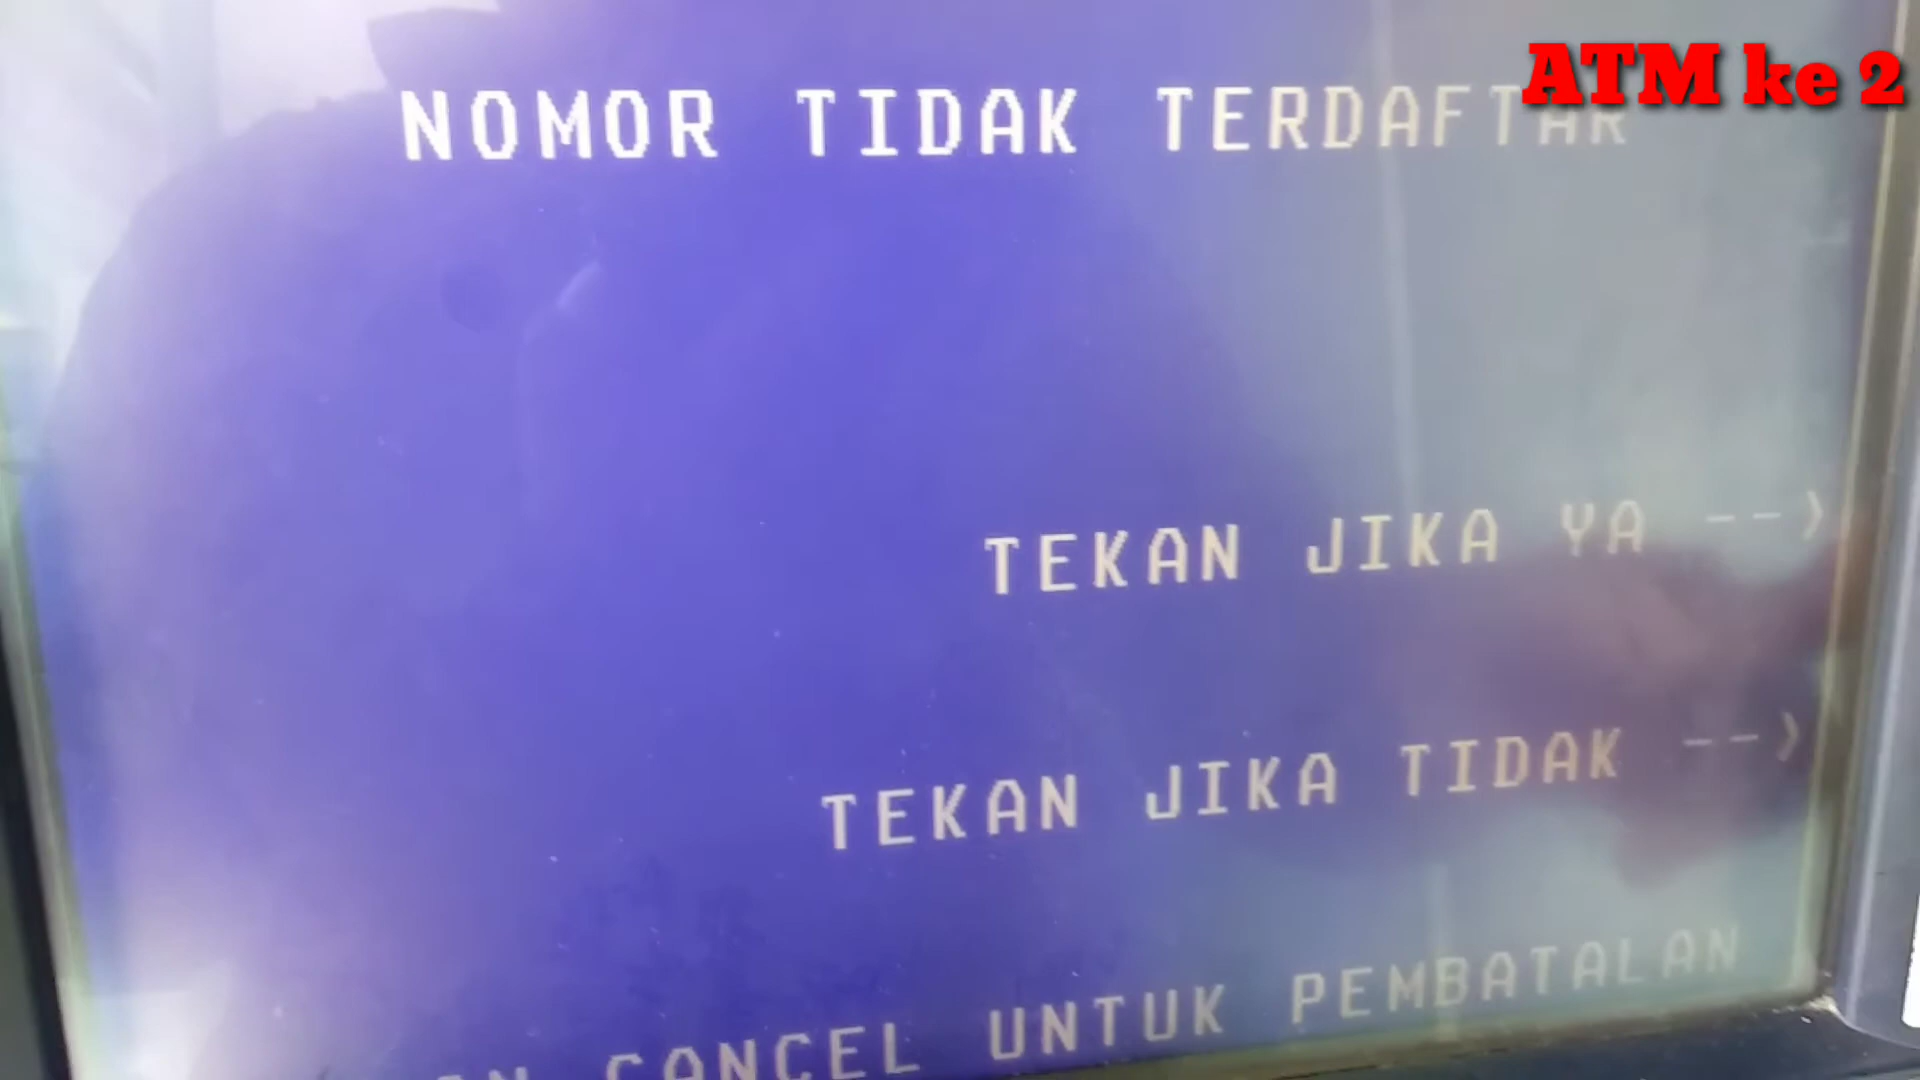 ATM ke 2
NOMOR TIDAK TERDAFTAR
TEKAN JIKA YA -->
TEKAN JIKA TIDAK -->
CANCEL UNTUK PEMBATALAN